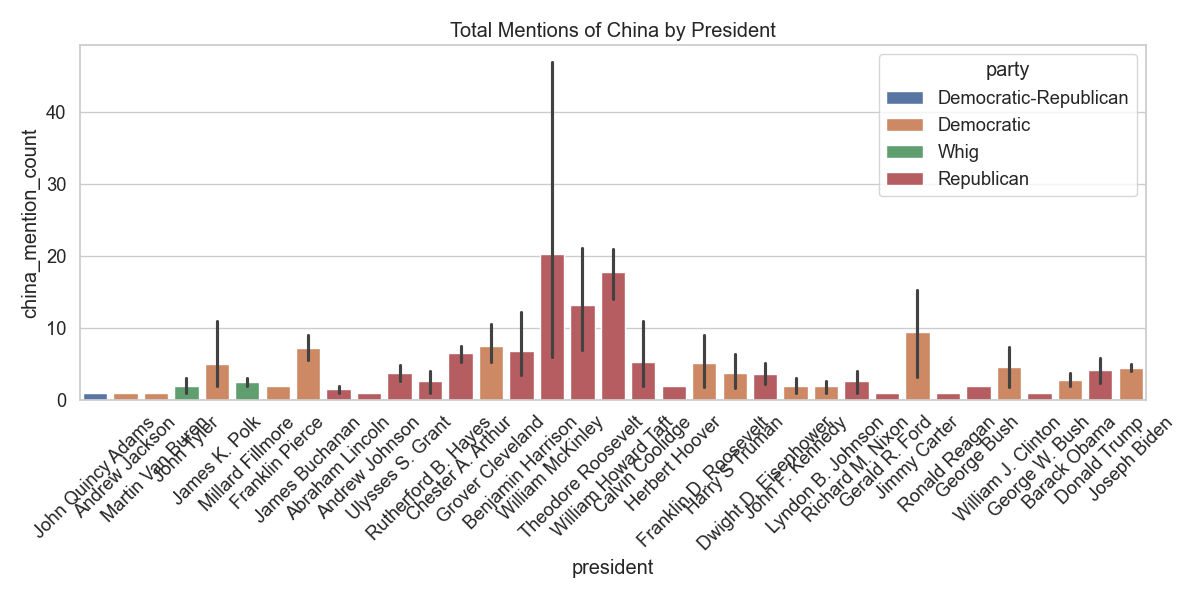 Total Mentions of China by President
china_mention_count
40
30
20
10
0
party
Democratic-Republican
Democratic
Whig
Republican
John Quincy Adams
Andrew Jackson
Martin Van Buren
John Tyler
James K. Polk
Millard Fillmore
Franklin Pierce
James Buchanan
Abraham Lincoln
Andrew Johnson
Ulysses S. Grant
Rutherford B. Hayes
Chester A. Arthur
Grover Cleveland
Benjamin Harrison
William McKinley
Theodore Roosevelt
William Howard Taft
Calvin Coolidge
Herbert Hoover
Franklin D. Roosevelt
Harry S Truman
Dwight D. Eisenhower
John F. Kennedy
Lyndon B. Johnson
Richard M. Nixon
Gerald R. Ford
Jimmy Carter
Ronald Reagan
George Bush
William J. Clinton
George W. Bush
Barack Obama
Donald Trump
Joseph Biden
president